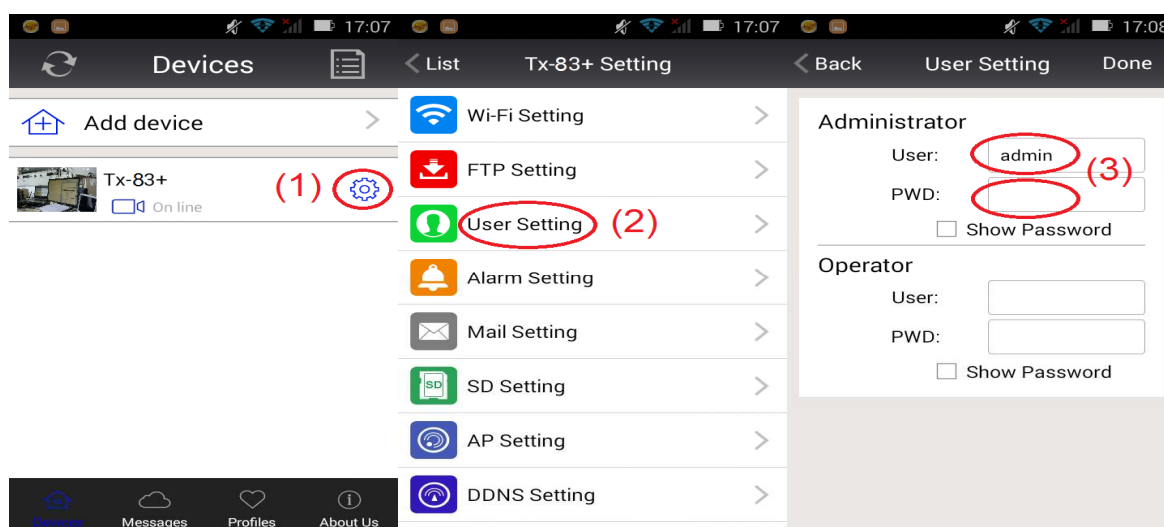 17:07
Devices
Add device
Tx-83+
On line
(1)
Devices
Messages
Profiles
About Us
17:07
List
Tx-83+ Setting
Wi-Fi Setting
FTP Setting
User Setting
(2)
Alarm Setting
Mail Setting
SD
SD Setting
AP Setting
DDNS Setting
17:08
Back
User Setting
Done
Administrator
User:
admin
(3)
PWD:
Show Password
Operator
User:
PWD:
Show Password